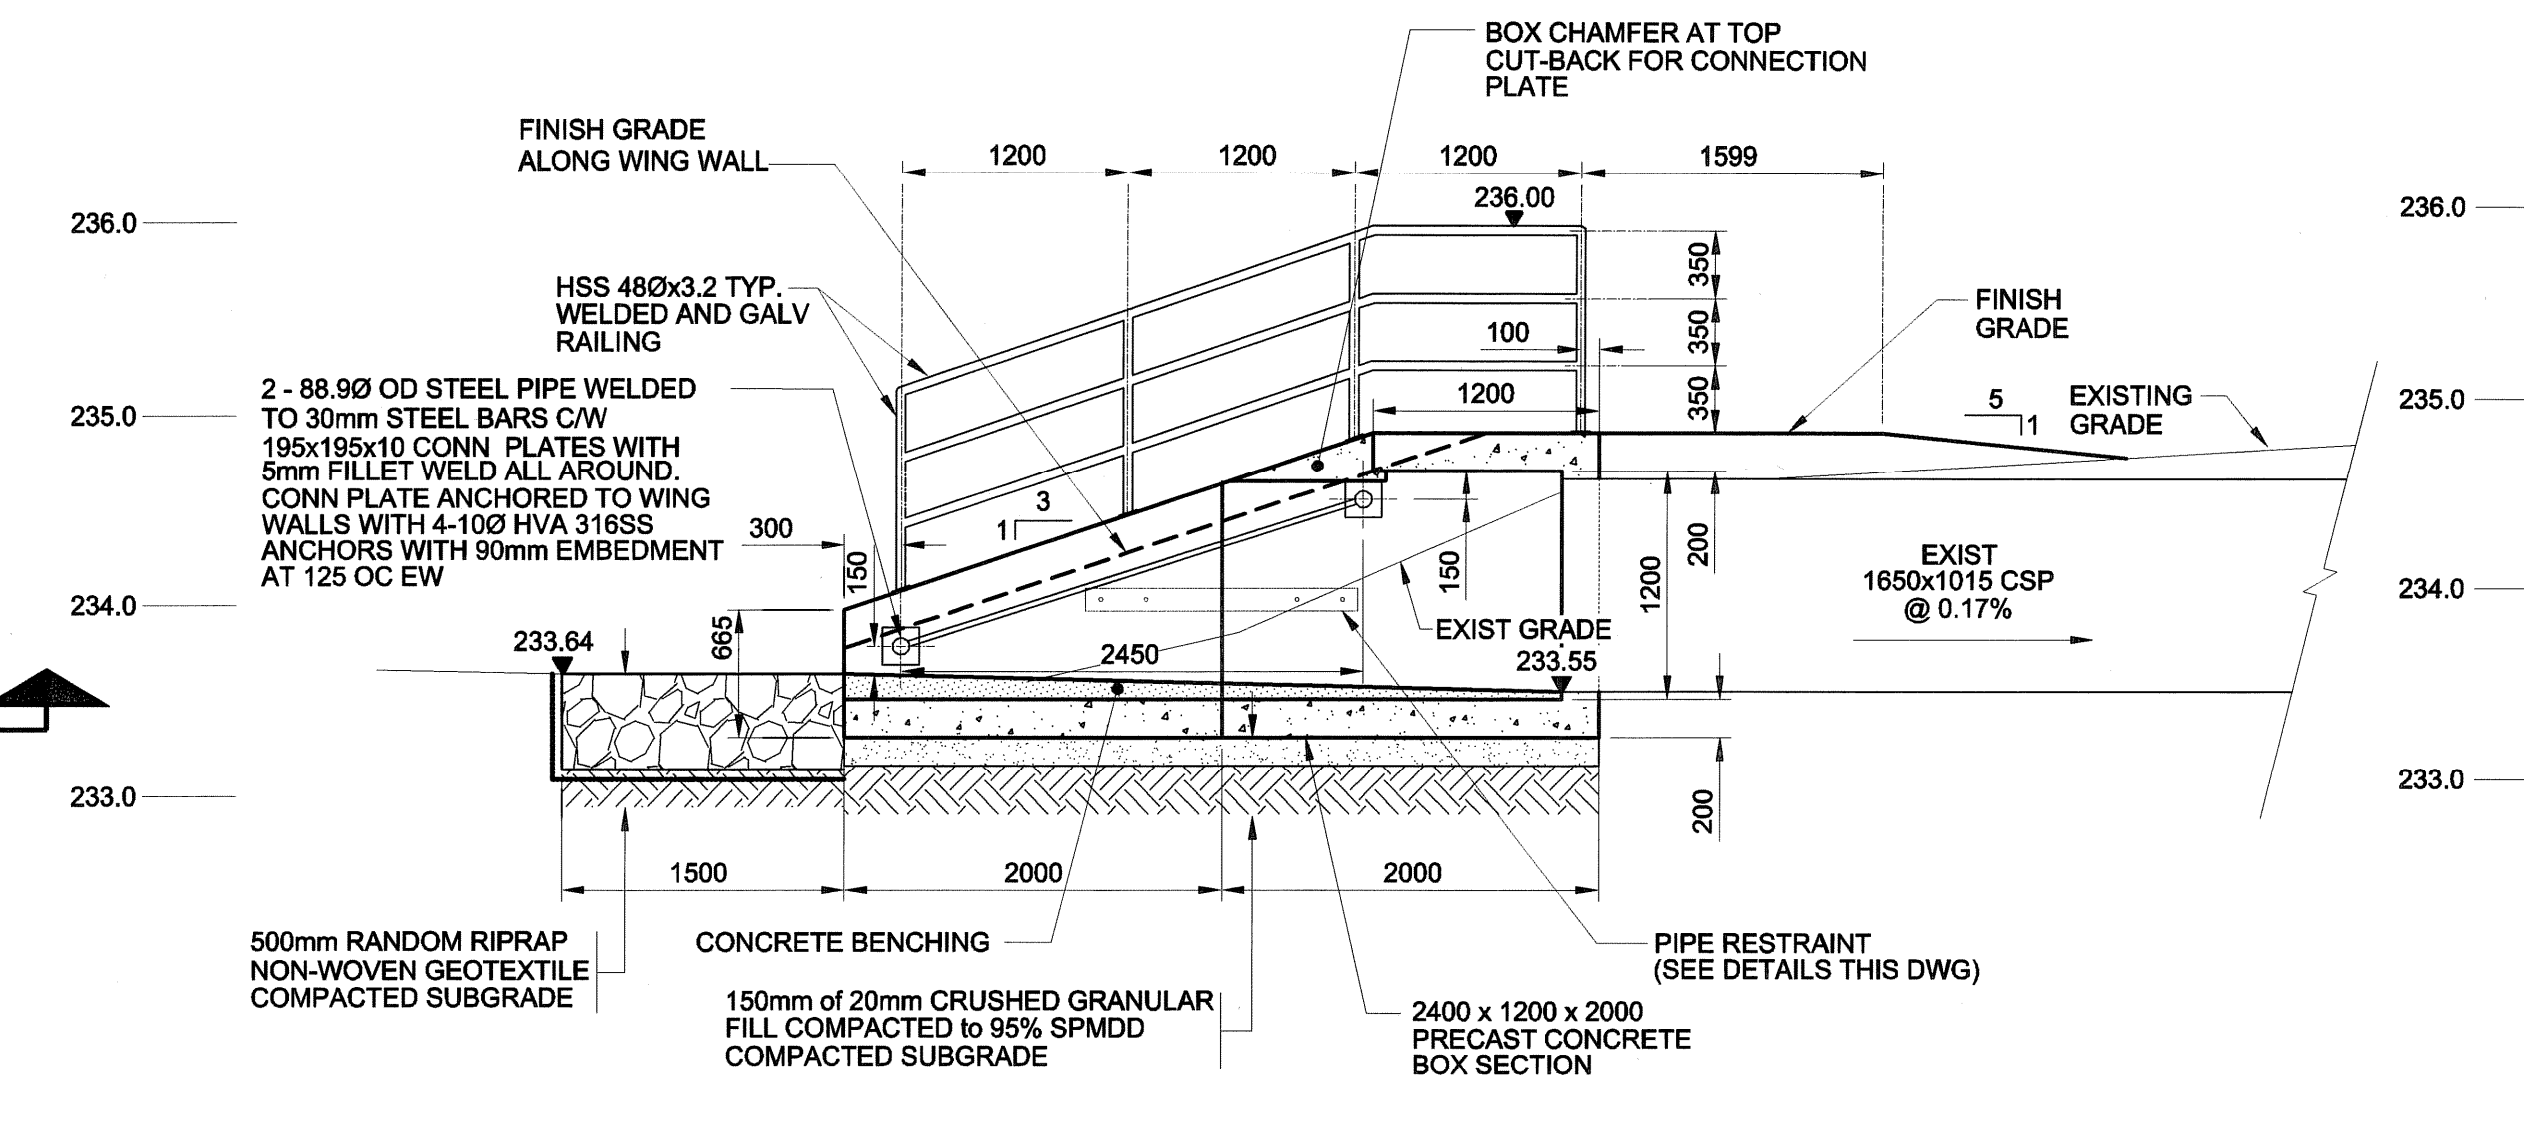 BOX CHAMFER AT TOP
CUT-BACK FOR CONNECTION
PLATE
FINISH GRADE
ALONG WING WALL
1200
1200
1200
1599
236.00
236.0
236.0
HSS 48Øx3.2 TYP.
WELDED AND GALV
RAILING
350
350
350
100
1200
FINISH
GRADE
5
1
EXISTING
GRADE
235.0
235.0
2 - 88.9Ø OD STEEL PIPE WELDED
TO 30mm STEEL BARS C/W
195x195x10 CONN PLATES WITH
5mm FILLET WELD ALL AROUND.
CONN PLATE ANCHORED TO WING
WALLS WITH 4-10Ø HVA 316SS
ANCHORS WITH 90mm EMBEDMENT
AT 125 OC EW
300
150
3
1
150
1200
200
EXIST
1650x1015 CSP
@ 0.17%
234.0
234.0
233.64
665
2450
EXIST GRADE
233.55
233.0
233.0
200
1500
2000
2000
500mm RANDOM RIPRAP
NON-WOVEN GEOTEXTILE
COMPACTED SUBGRADE
CONCRETE BENCHING
150mm of 20mm CRUSHED GRANULAR
FILL COMPACTED to 95% SPMDD
COMPACTED SUBGRADE
PIPE RESTRAINT
(SEE DETAILS THIS DWG)
2400 x 1200 x 2000
PRECAST CONCRETE
BOX SECTION